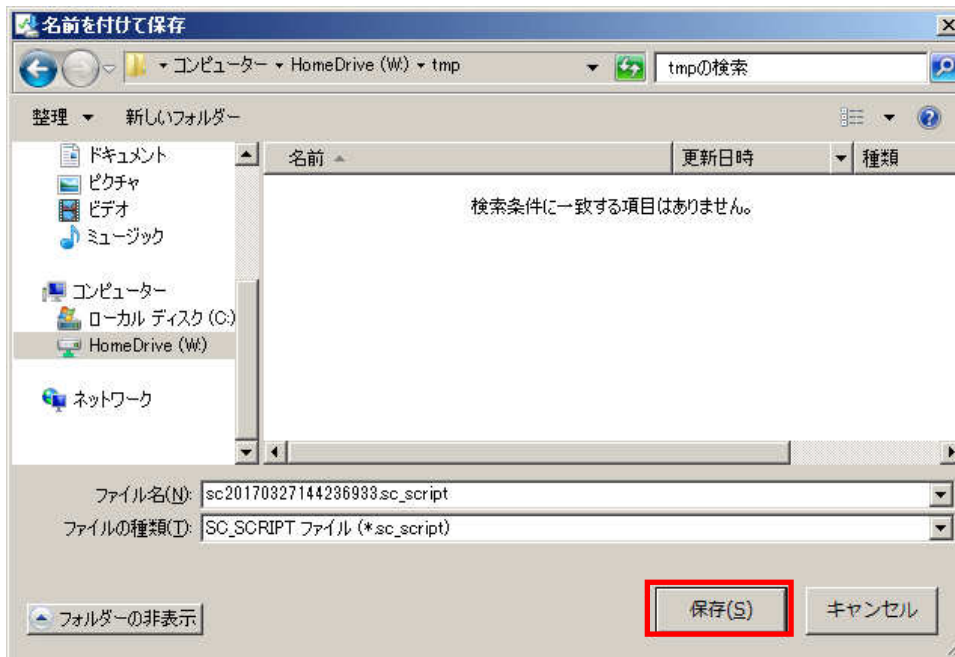 名前を付けて保存
コンピューター ▾ HomeDrive (W:) ▾ tmp
tmpの検索
整理 ▼ 新しいフォルダー
ドキュメント
ピクチャ
ビデオ
ミュージック
コンピューター
ローカル ディスク (C:)
HomeDrive (W:)
ネットワーク
名前 更新日時 種類
検索条件に一致する項目はありません。
ファイル名(N): sc20170327144236933.sc_script
ファイルの種類(T): SC_SCRIPT ファイル (*.sc_script)
フォルダーの非表示
保存(S)
キャンセル